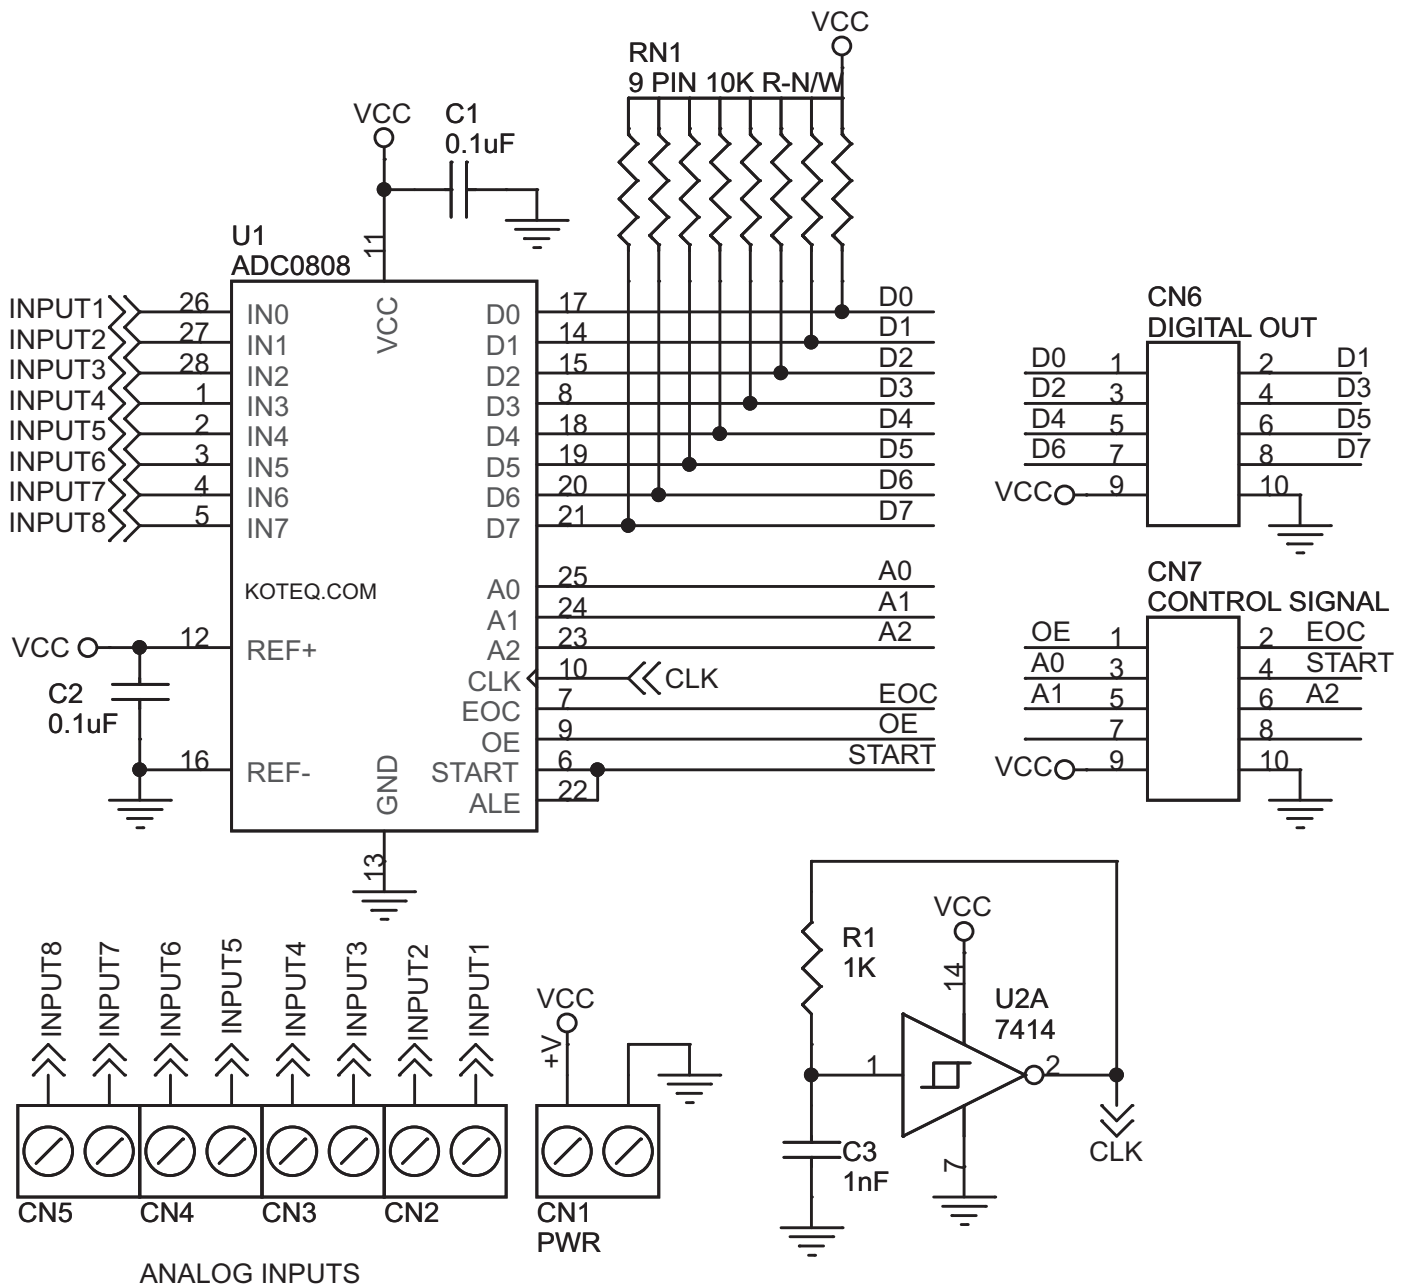 VCC
RN1
9 PIN 10K R-N/W
VCC
C1
0.1uF
11
U1
ADC0808
INPUT1 26 IN0 VCC D0 17 D0
INPUT2 27 IN1 D1 14 D1
INPUT3 28 IN2 D2 15 D2
INPUT4 1 IN3 D3 8 D3
INPUT5 2 IN4 D4 18 D4
INPUT6 3 IN5 D5 19 D5
INPUT7 4 IN6 D6 20 D6
INPUT8 5 IN7 D7 21 D7
KOTEQ.COM
A0 25 A0
A1 24 A1
VCC 12 REF+ A2 23 A2
CLK 10 CLK
C2
0.1uF
EOC 7 EOC
OE 9 OE
16 REF- GND START 6 START
ALE 22
13
CN6
DIGITAL OUT
D0 1 2 D1
D2 3 4 D3
D4 5 6 D5
D6 7 8 D7
VCC 9 10
CN7
CONTROL SIGNAL
OE 1 2 EOC
A0 3 4 START
A1 5 6 A2
7 8
VCC 9 10
INPUT8 INPUT7 INPUT6 INPUT5 INPUT4 INPUT3 INPUT2 INPUT1
CN5 CN4 CN3 CN2
ANALOG INPUTS
VCC
+V
CN1
PWR
R1
1K
VCC
14
U2A
7414
1 2
C3
1nF
7
CLK